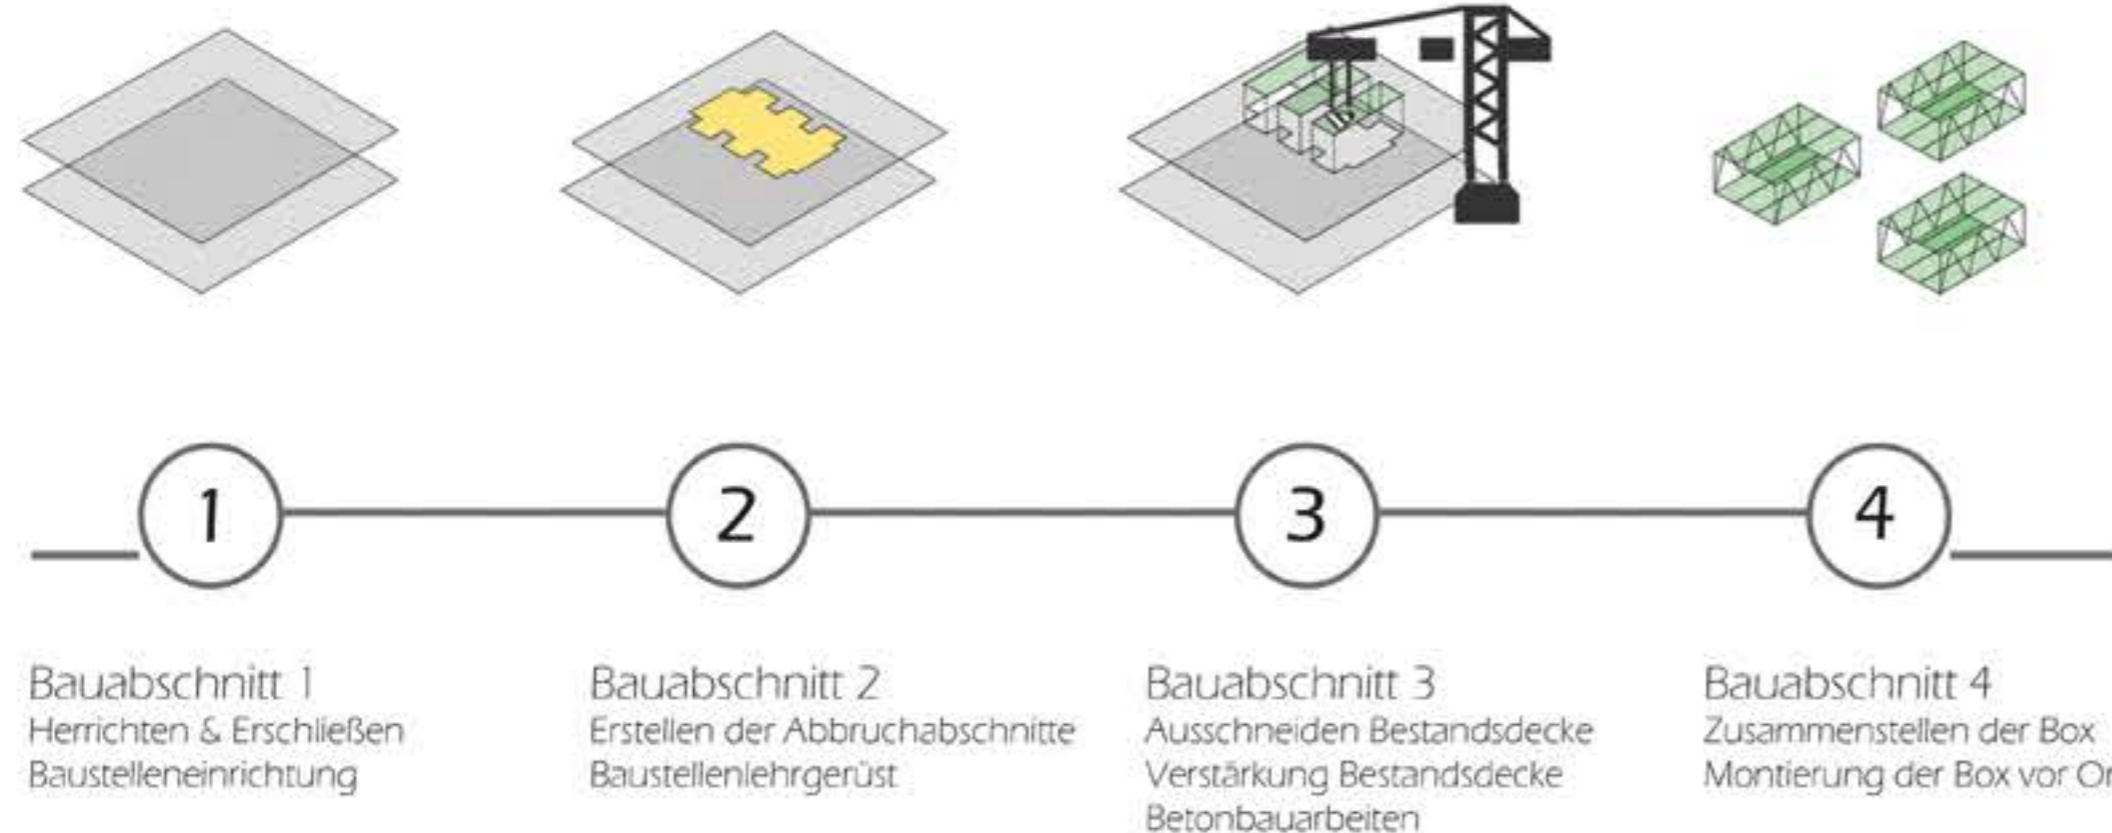 1
2
3
4
Bauabschnitt 1
Herrichten & Erschließen
Baustelleneinrichtung
Bauabschnitt 2
Erstellen der Abbruchabschnitte
Baustellenlehrgerüst
Bauabschnitt 3
Ausschneiden Bestandsdecke
Verstärkung Bestandsdecke
Betonbauarbeiten
Bauabschnitt 4
Zusammenstellen der Box
Montierung der Box vor